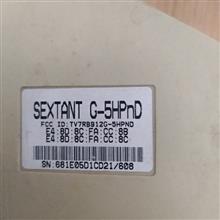 SEXTANT G-5HPnD
FCC ID:TV7RB912G-5HPND
E4:8D:8C:FA:CC:8B
E4:8D:8C:FA:CC:8C
SN:681E05D1CD21/608